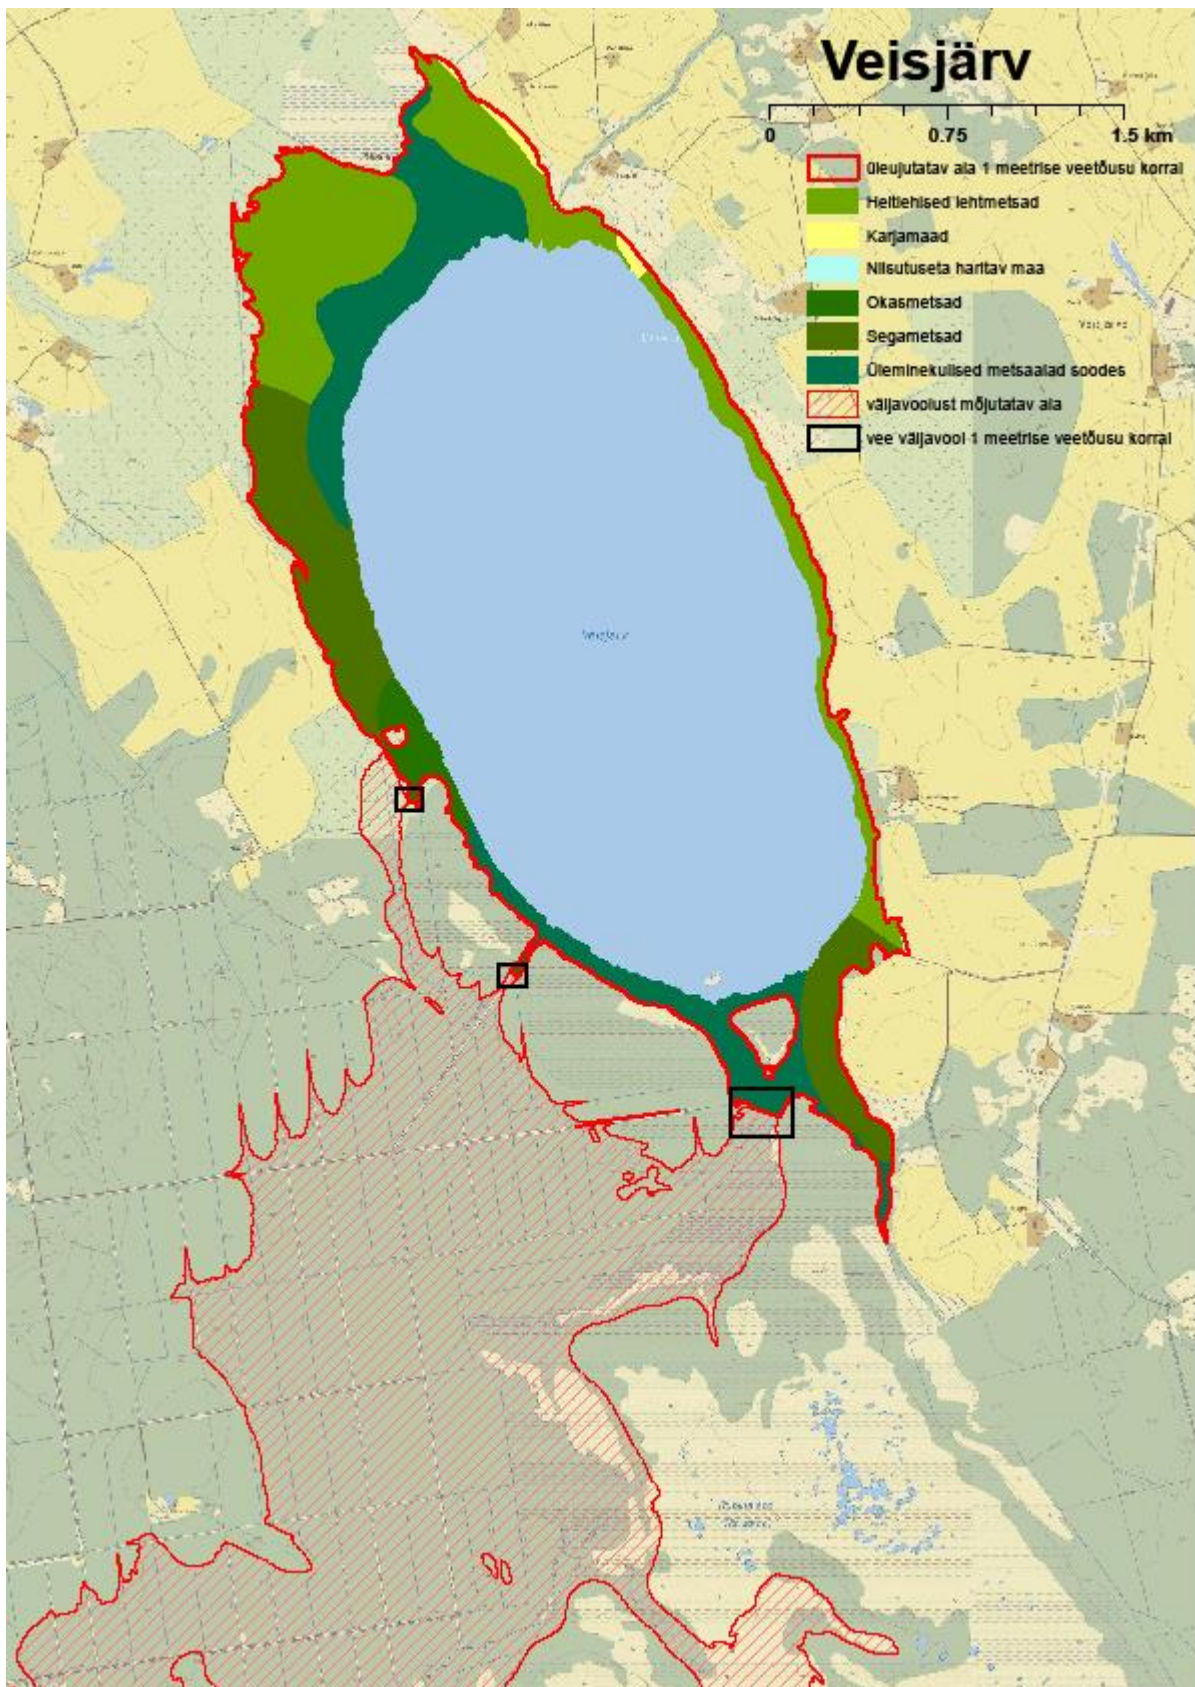 Veisjärv
0 0.75 1.5 km
üleujutatav ala 1 meetrise veetõusu korral
Heitlehised lehtmetsad
Karjamaad
Niisutuseta haritav maa
Okasmetsad
Segametsad
Üleminekulised metsaalad soodes
väljavoolust mõjutatav ala
vee väljavool 1 meetrise veetõusu korral
Veisjärv